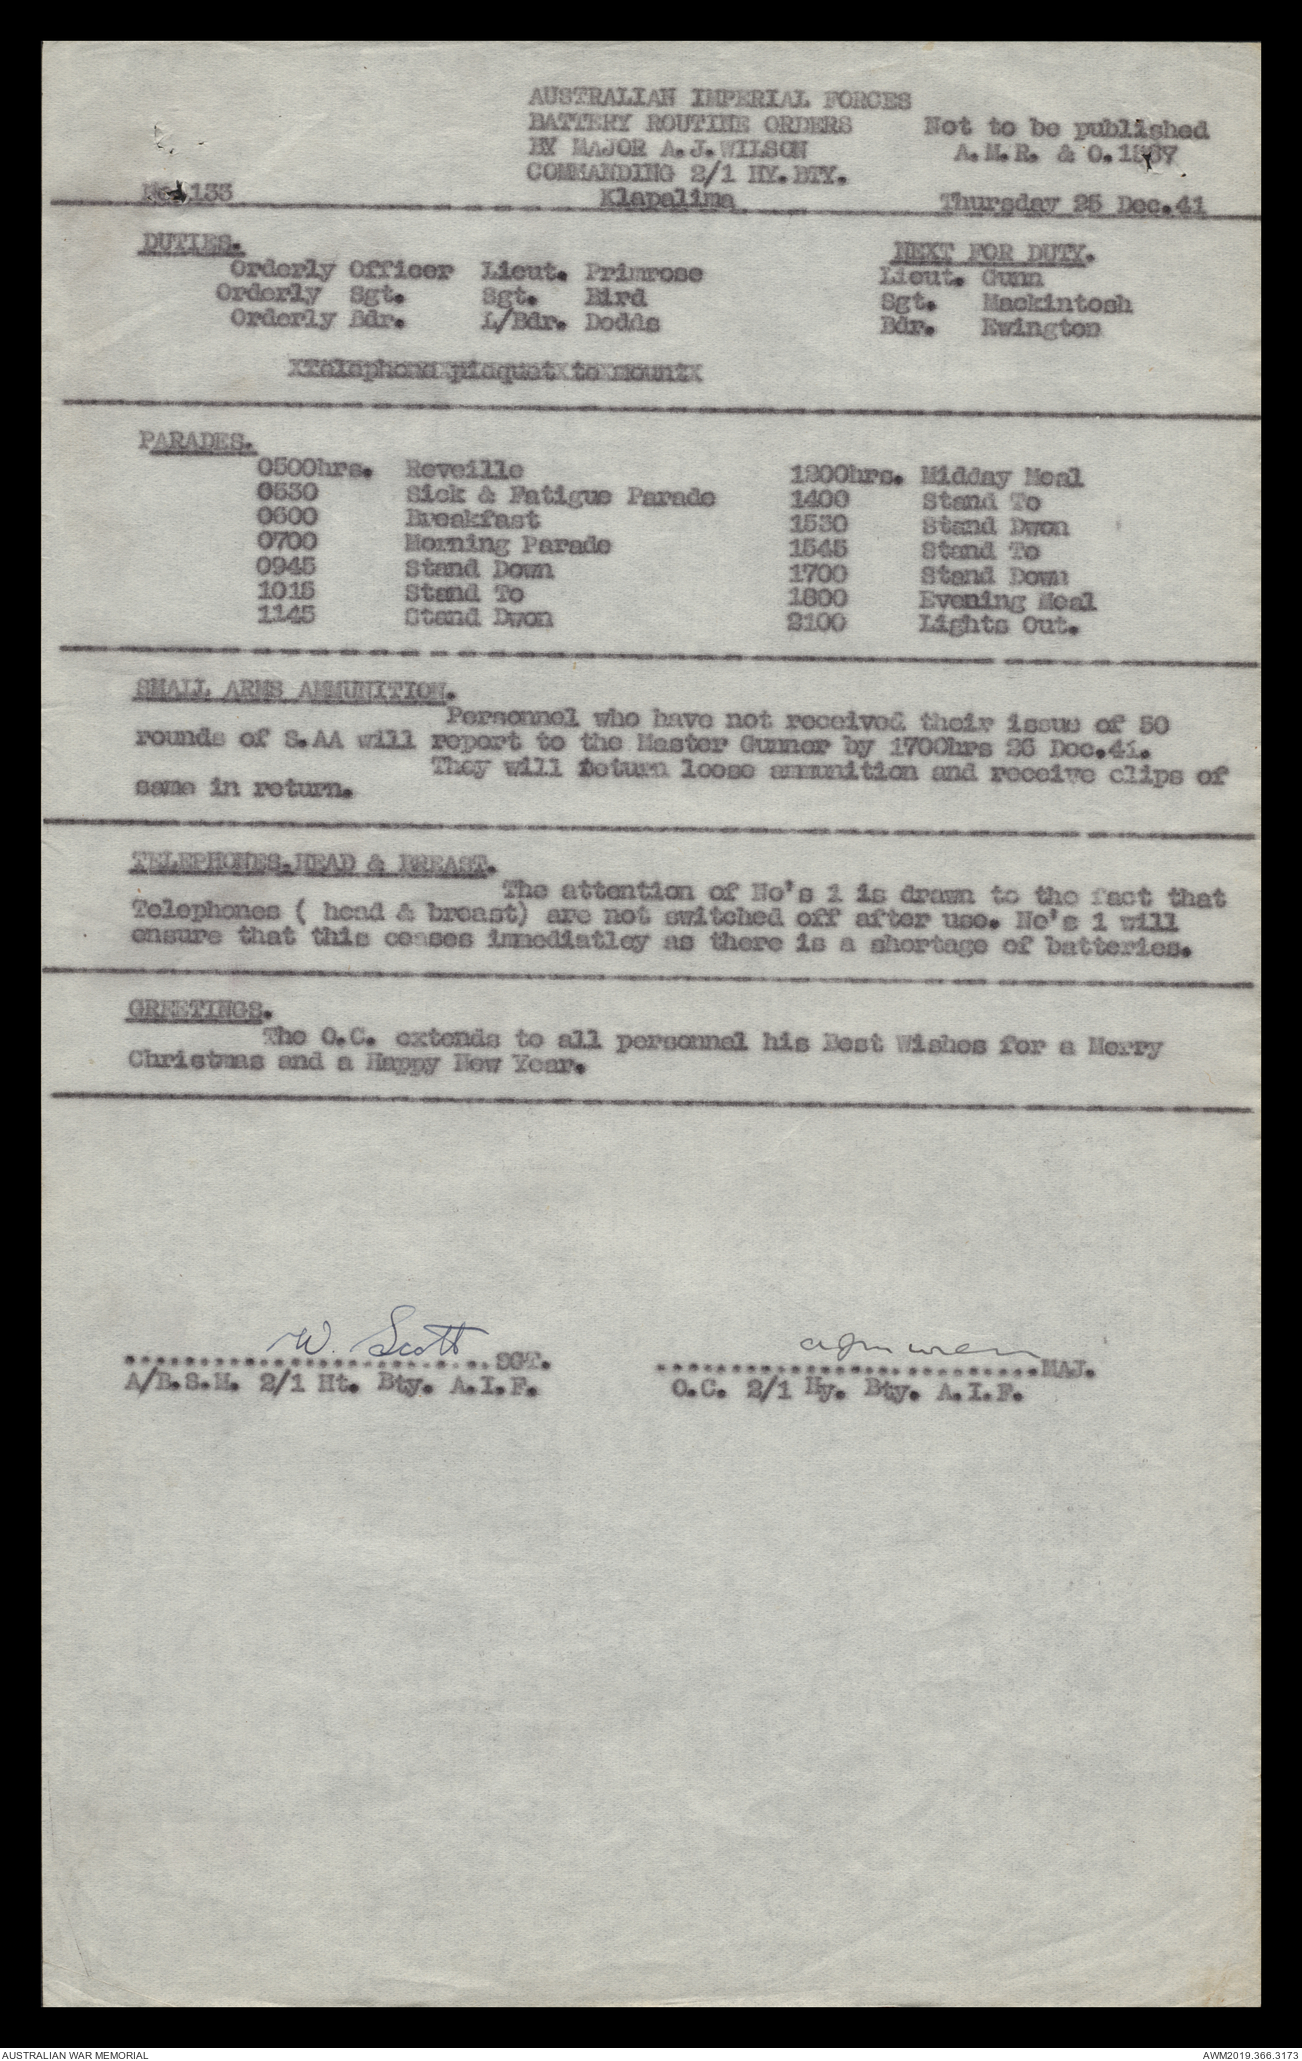 AUSTRALIAN IMPERIAL FORCES
BATTERY ROUTINE ORDERS Not to be published
BY MAJOR A.J.WILSON A.M.R. & O.1357
COMMANDING 2/1 HY.BTY.
No. 133 Klapalima Thursday 25 Dec.41
DUTIES. NEXT FOR DUTY.
Orderly Officer Lieut. Primrose Lieut. Gunn
Orderly Sgt. Sgt. Bird Sgt. Mackintosh
Orderly Bdr. L/Bdr. Dodds Bdr. Ewington
Telephone picquet to mount
PARADES.
0500hrs. Reveille 1200hrs. Midday Meal
0530 Sick & Fatigue Parade 1400 Stand To
0600 Breakfast 1530 Stand Dwon
0700 Morning Parade 1545 Stand To
0945 Stand Down 1700 Stand Down
1015 Stand To 1800 Evening Meal
1145 Stand Dwon 2100 Lights Out.
SMALL ARMS AMMUNITION.
Personnel who have not received their issue of 50
rounds of S.AA will report to the Master Gunner by 1700hrs 26 Dec.41.
They will return loose ammunition and receive clips of
same in return.
TELEPHONES.HEAD & BREAST.
The attention of No's 1 is drawn to the fact that
Telephones ( head & breast) are not switched off after use. No's 1 will
ensure that this ceases immediatley as there is a shortage of batteries.
GREETINGS.
The O.C. extends to all personnel his Best Wishes for a Merry
Christmas and a Happy New Year.
W. Scott
..........................SGT. ..........................MAJ.
A/B.S.M. 2/1 Ht. Bty. A.I.F. O.C. 2/1 Hy. Bty. A.I.F.
AUSTRALIAN WAR MEMORIAL AWM2019.366.3173